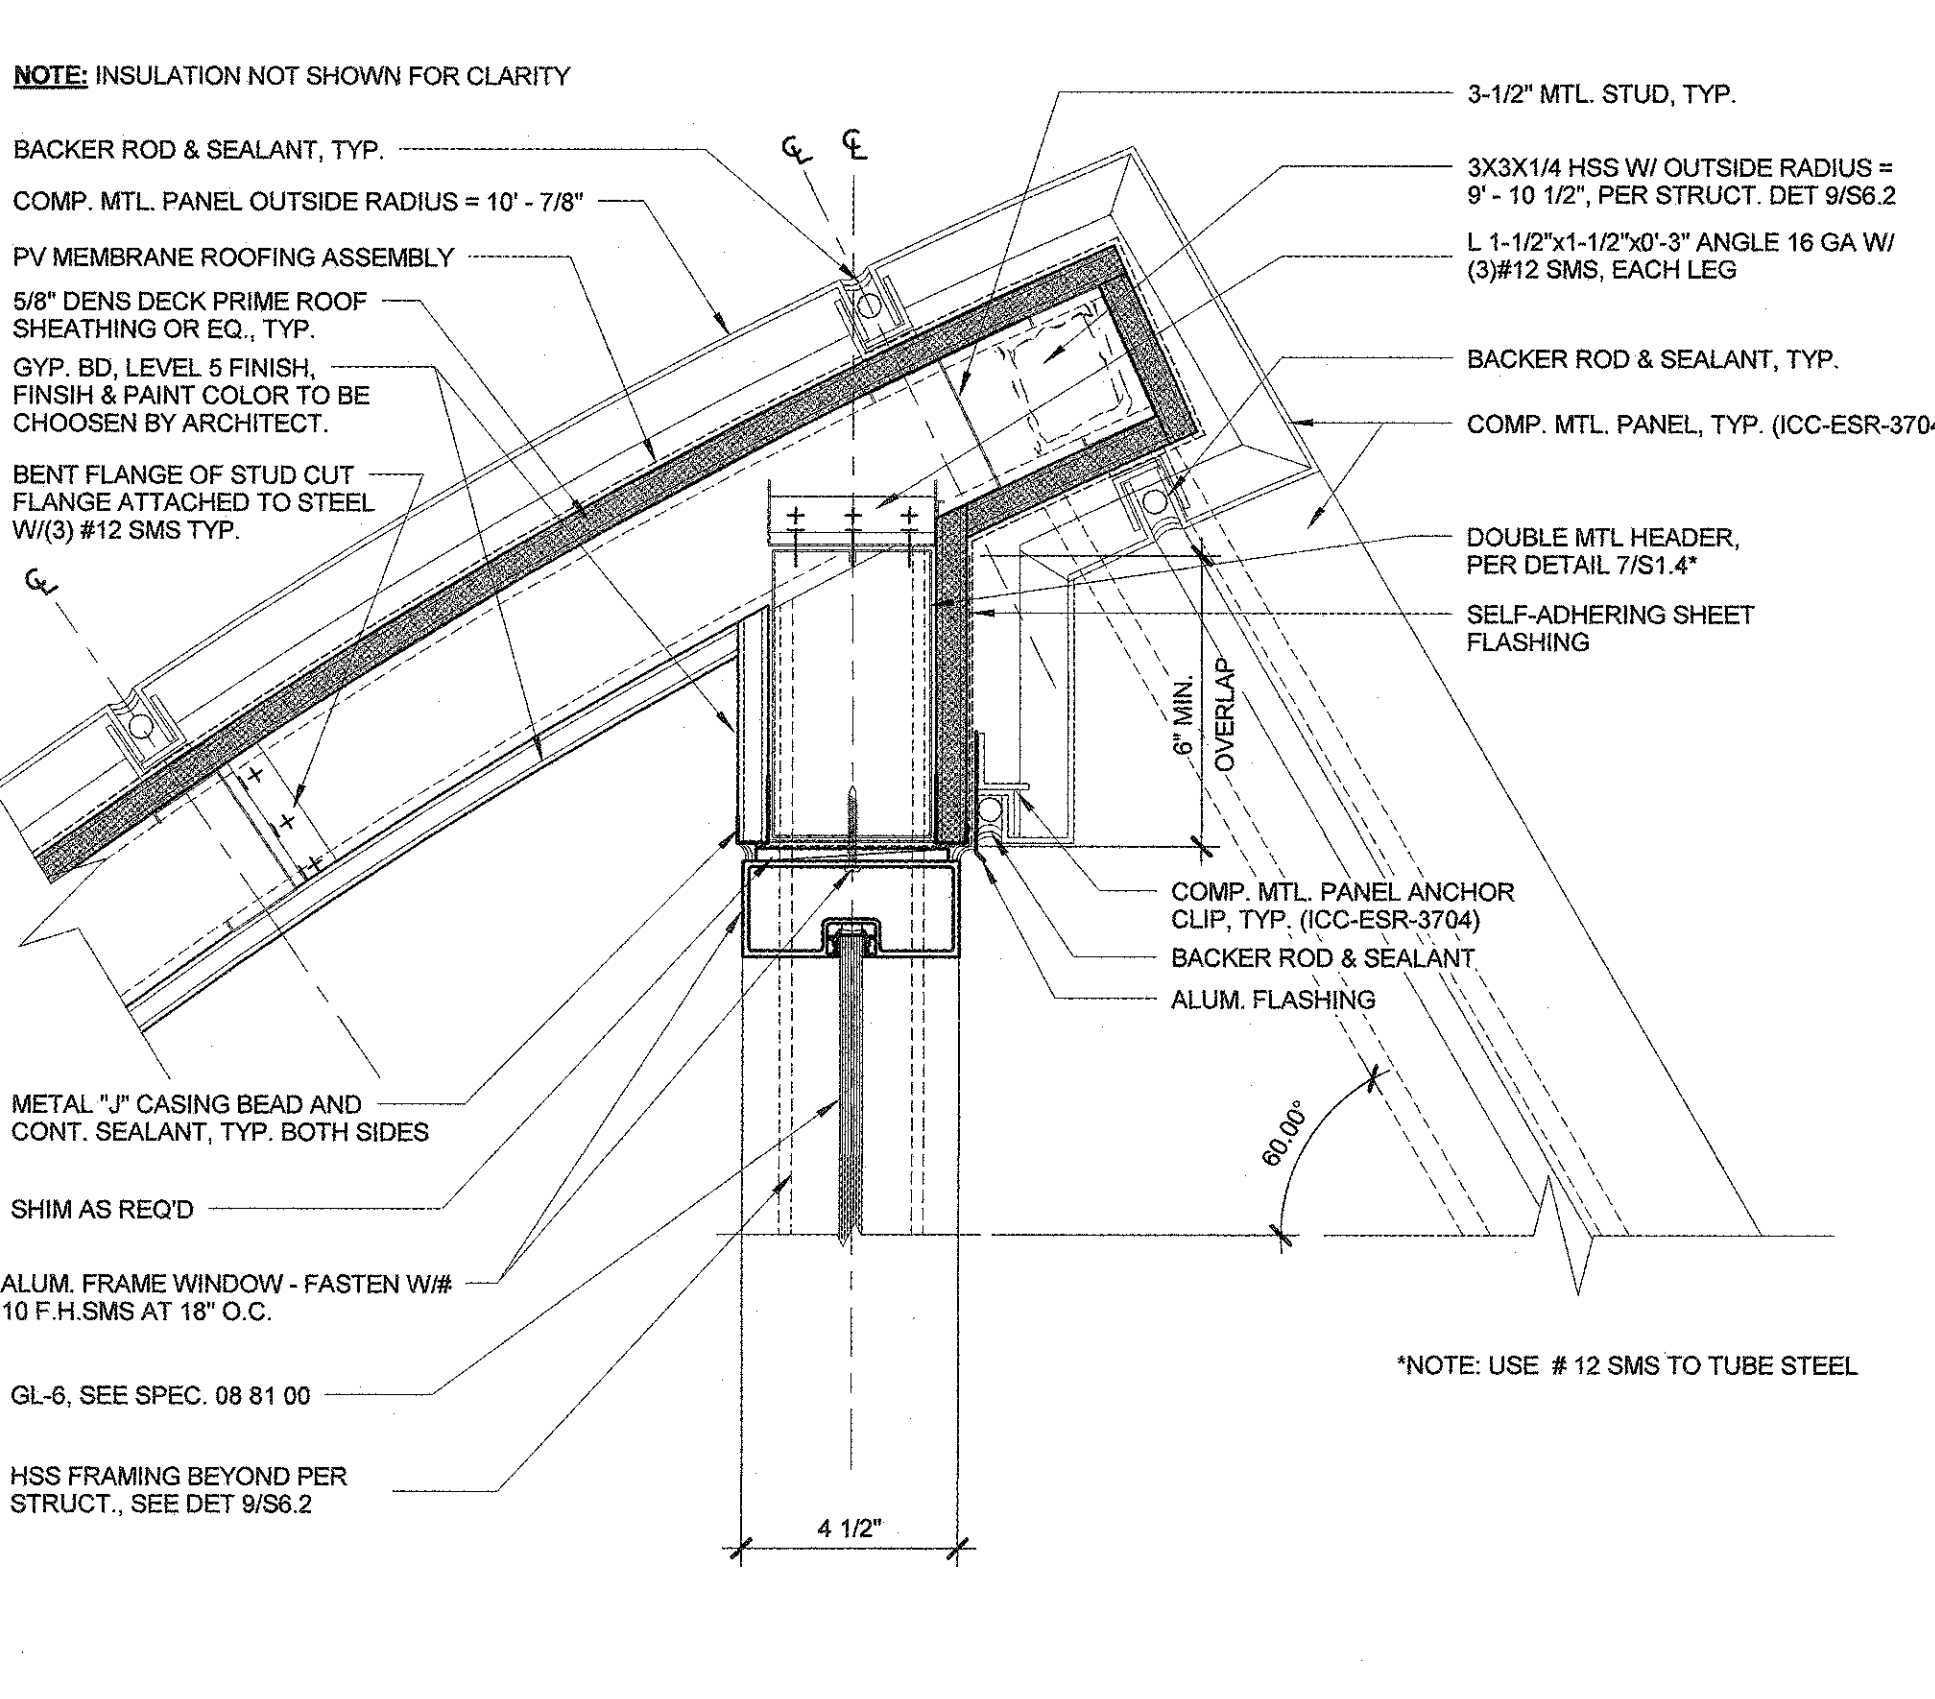 NOTE: INSULATION NOT SHOWN FOR CLARITY
BACKER ROD & SEALANT, TYP.
COMP. MTL. PANEL OUTSIDE RADIUS = 10' - 7/8"
PV MEMBRANE ROOFING ASSEMBLY
5/8" DENS DECK PRIME ROOF
SHEATHING OR EQ., TYP.
GYP. BD, LEVEL 5 FINISH,
FINSIH & PAINT COLOR TO BE
CHOOSEN BY ARCHITECT.
BENT FLANGE OF STUD CUT
FLANGE ATTACHED TO STEEL
W/(3) #12 SMS TYP.
METAL "J" CASING BEAD AND
CONT. SEALANT, TYP. BOTH SIDES
SHIM AS REQ'D
ALUM. FRAME WINDOW - FASTEN W/#
10 F.H.SMS AT 18" O.C.
GL-6, SEE SPEC. 08 81 00
HSS FRAMING BEYOND PER
STRUCT., SEE DET 9/S6.2
4 1/2"
3-1/2" MTL. STUD, TYP.
3X3X1/4 HSS W/ OUTSIDE RADIUS =
9' - 10 1/2", PER STRUCT. DET 9/S6.2
L 1-1/2"x1-1/2"x0'-3" ANGLE 16 GA W/
(3)#12 SMS, EACH LEG
BACKER ROD & SEALANT, TYP.
COMP. MTL. PANEL, TYP. (ICC-ESR-3704
DOUBLE MTL HEADER,
PER DETAIL 7/S1.4*
SELF-ADHERING SHEET
FLASHING
6" MIN.
OVERLAP
COMP. MTL. PANEL ANCHOR
CLIP, TYP. (ICC-ESR-3704)
BACKER ROD & SEALANT
ALUM. FLASHING
60.00°
*NOTE: USE # 12 SMS TO TUBE STEEL